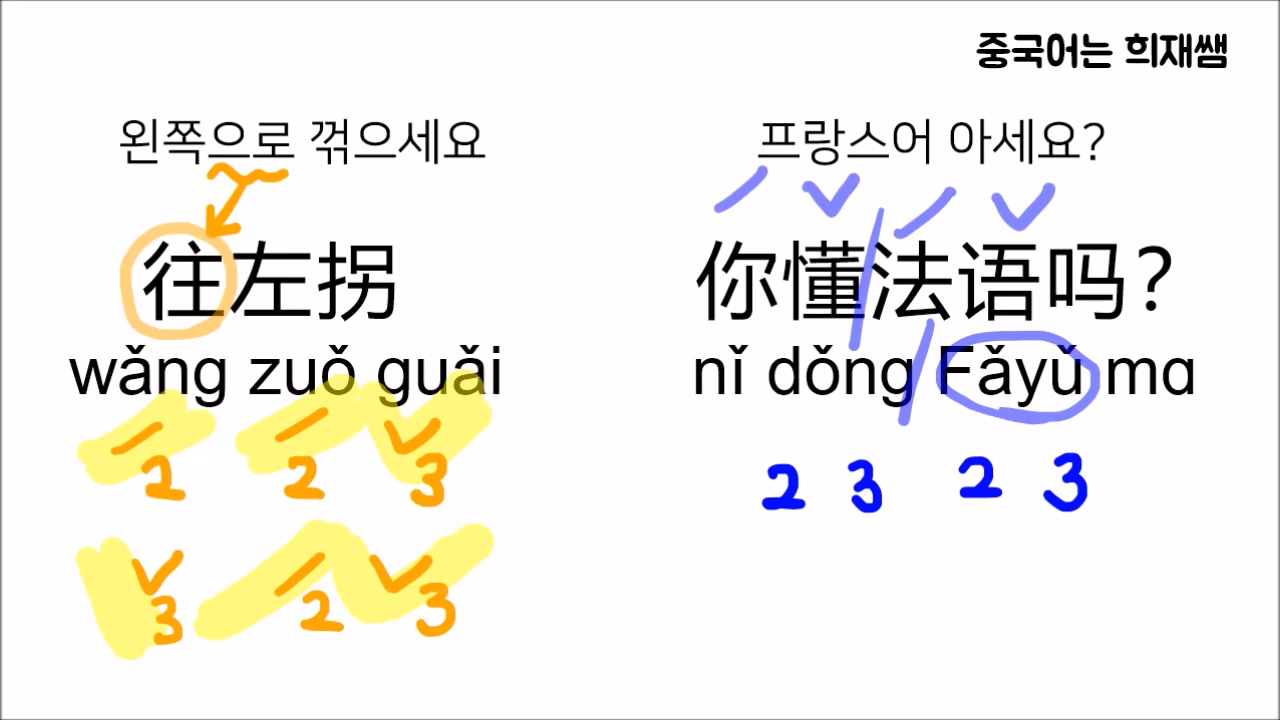 중국어는 희재쌤
왼쪽으로 꺾으세요
往左拐
wǎng zuǒ guǎi
2 2 3
3 2 3
프랑스어 아세요?
你懂法语吗?
nǐ dǒng Fǎyǔ ma
2 3 2 3